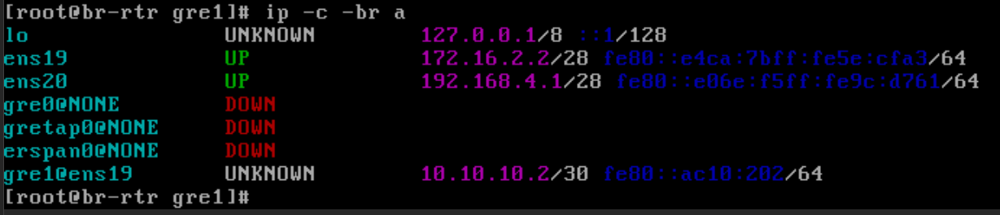 [root@br-rtr gre1]# ip -c -br a
lo UNKNOWN 127.0.0.1/8 ::1/128
ens19 UP 172.16.2.2/28 fe80::e4ca:7bff:fe5e:cfa3/64
ens20 UP 192.168.4.1/28 fe80::e06e:f5ff:fe9c:d761/64
gre0@NONE DOWN
gretap0@NONE DOWN
erspan0@NONE DOWN
gre1@ens19 UNKNOWN 10.10.10.2/30 fe80::ac10:202/64
[root@br-rtr gre1]#